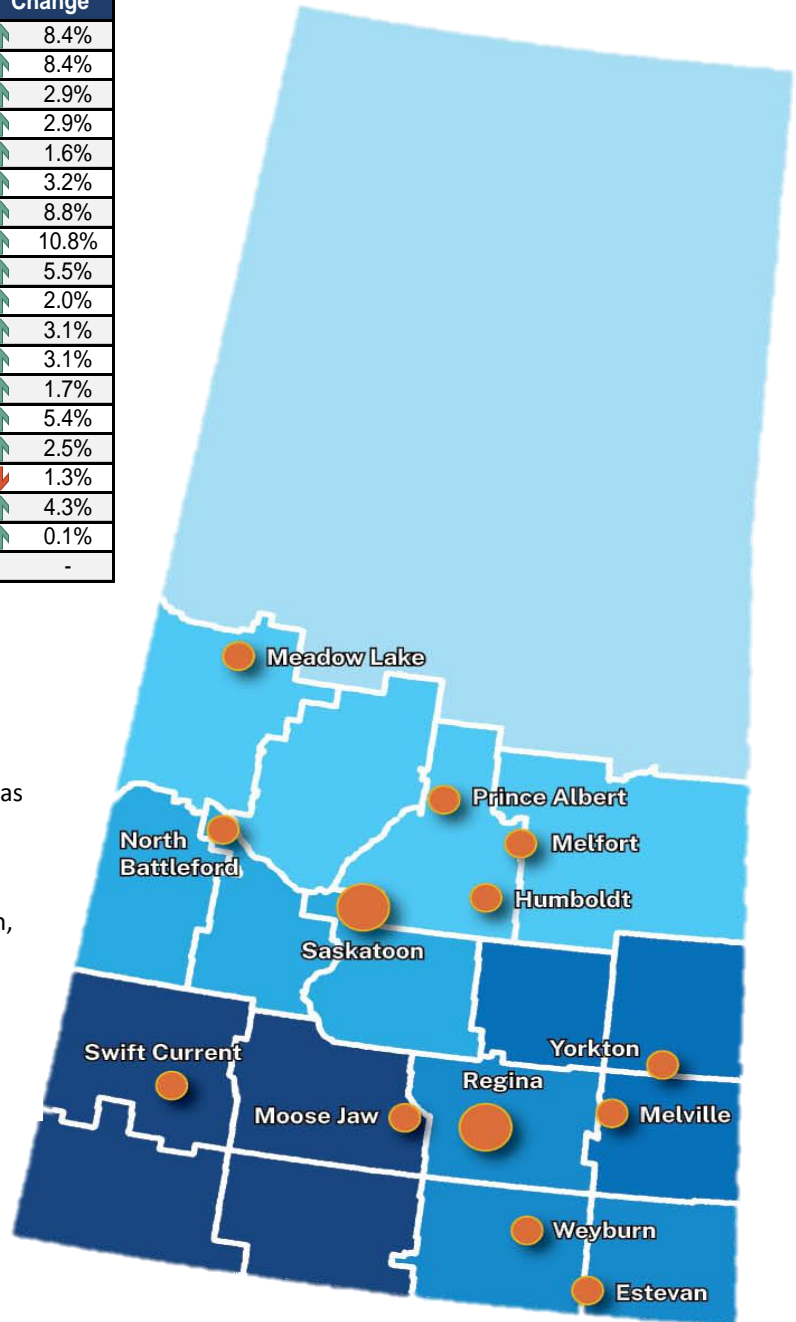 Change
8.4%
8.4%
2.9%
2.9%
1.6%
3.2%
8.8%
10.8%
5.5%
2.0%
3.1%
3.1%
1.7%
5.4%
2.5%
1.3%
4.3%
0.1%
-
Meadow Lake
as
Prince Albert
North
Battleford
Melfort
Humboldt
Saskatoon
Swift Current
Yorkton
Regina
Moose Jaw
Melville
Weyburn
Estevan